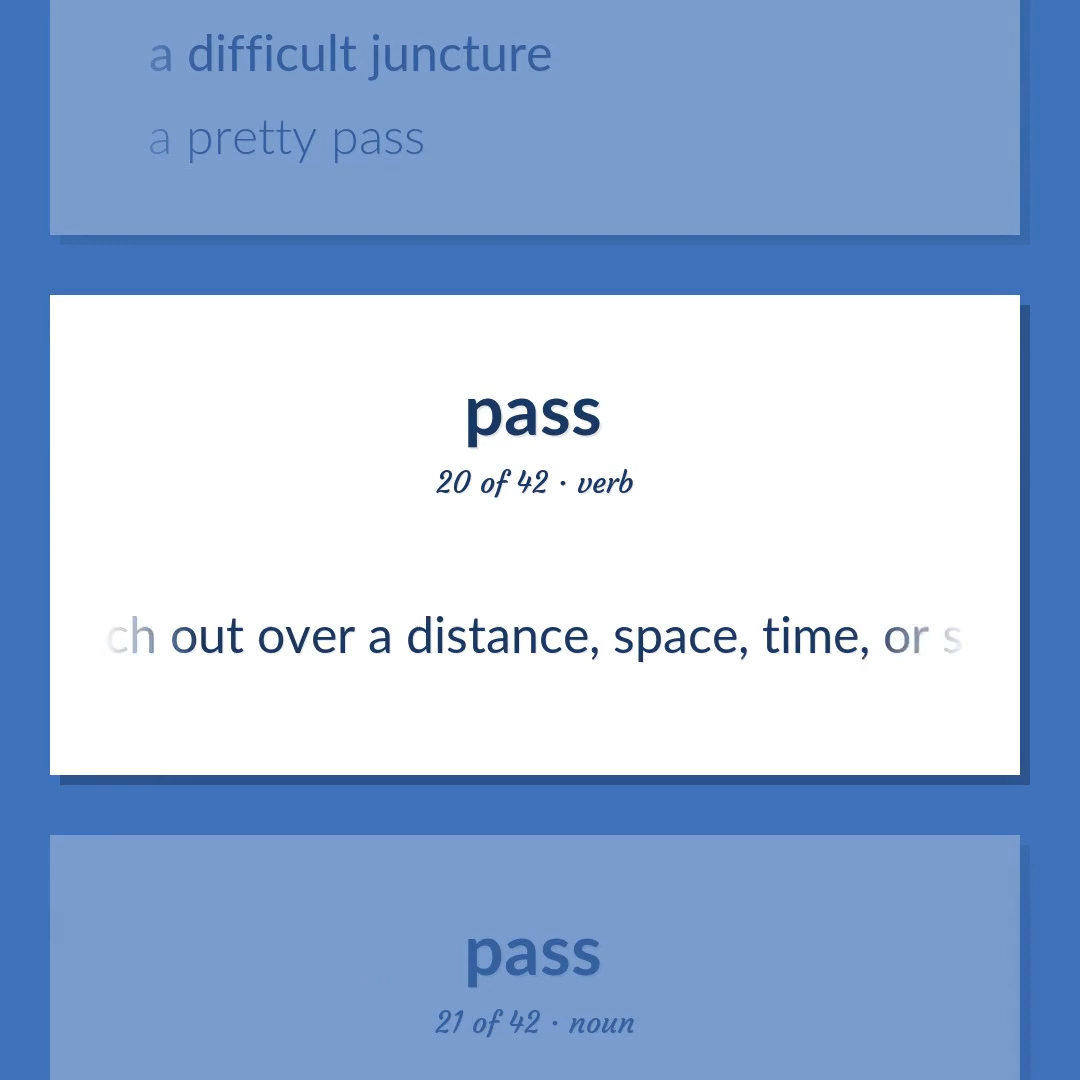 a difficult juncture
a pretty pass
pass
20 of 42 · verb
ch out over a distance, space, time, or s
pass
21 of 42 · noun